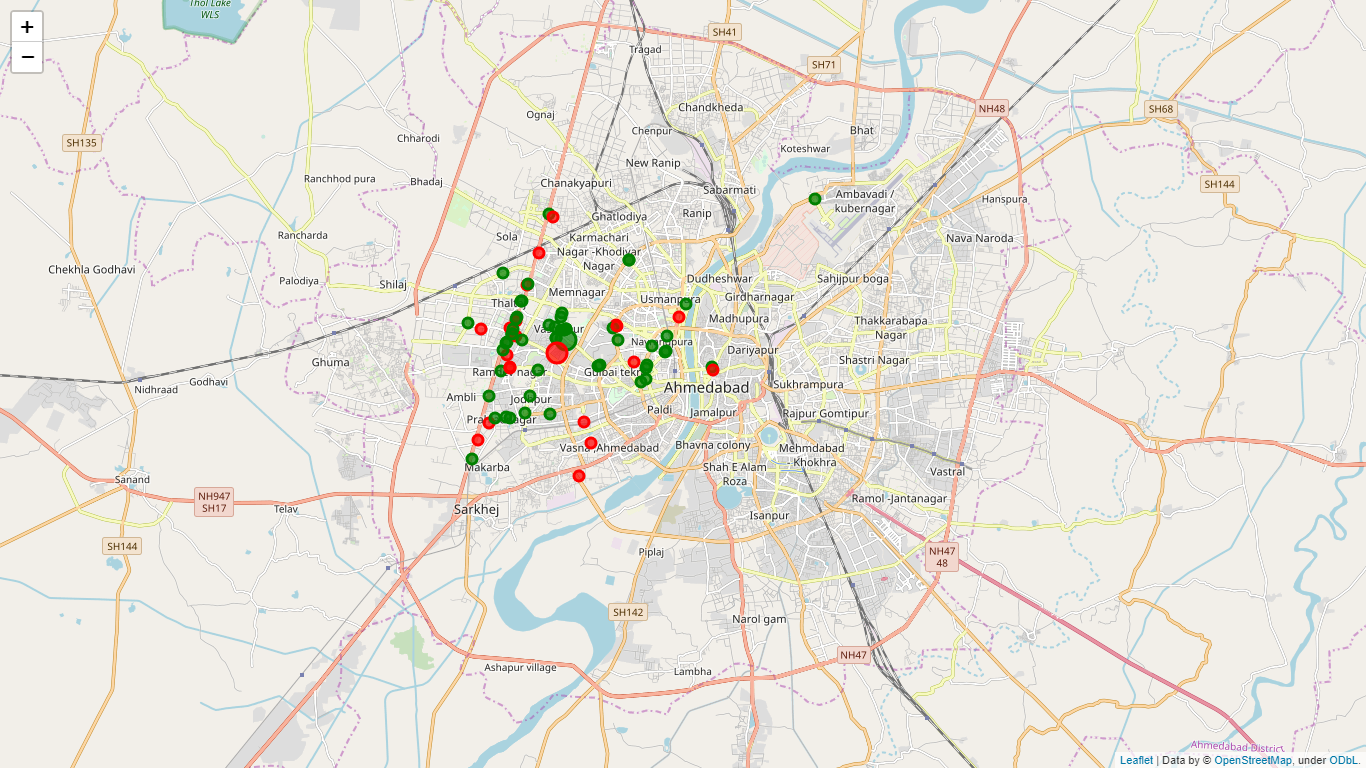 Thol Lake
WLS
+
−
SH41
Tragad
SH71
Chandkheda
NH48
SH68
Ognaj
Chenpur
Bhat
SH135
Chharodi
Koteshwar
New Ranip
Ranchhod pura
Bhadaj
Chanakyapuri
Sabarmati
SH144
Ambavadi /
kubernagar
Hanspura
Ghatlodiya
Ranip
Rancharda
Sola
Karmachari
Nagar -Khodiyar
Nagar
Nava Naroda
Chekhla Godhavi
Palodiya
Shilaj
Memnagar
Dudheshwar
Sahijpur boga
Usmanpura
Girdharnagar
Madhupura
Thakkarabapa
Nagar
Ghuma
Dariyapur
Shastri Nagar
Nidhraad
Godhavi
Ahmedabad
Sukhrampura
Ambli
Jodhpur
Paldi
Jamalpur
Rajpur Gomtipur
Vasna, Ahmedabad
Bhavna colony
Mehmdabad
Khokhra
Makarba
Shah E Alam
Roza
Vastral
Sanand
NH947
SH17
Telav
Sarkhej
Ramol -Jantanagar
Isanpur
SH144
Piplaj
NH47
48
SH142
Narol gam
NH47
Ashapur village
Lambha
Ahmedabad District
Leaflet | Data by © OpenStreetMap, under ODbL.